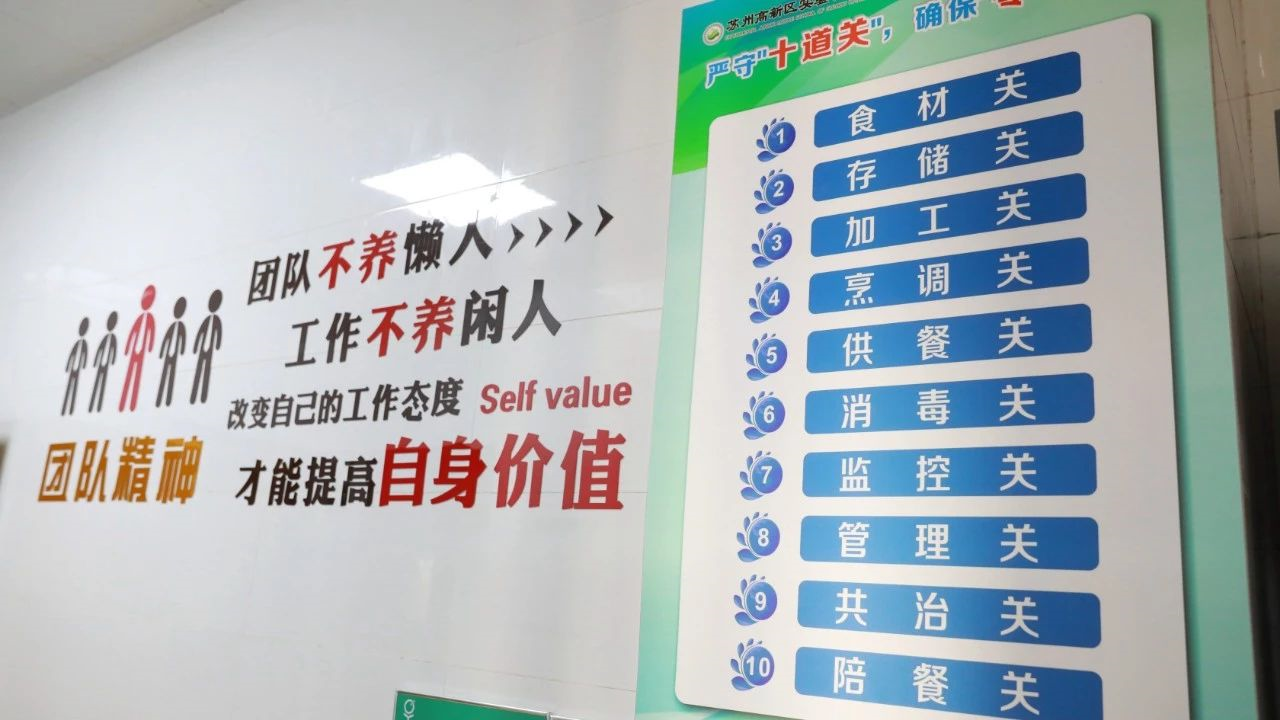 团队不养懒人
工作不养闲人
改变自己的工作态度 Self value
才能提高自身价值
团队精神
苏州高新区实验
严守"十道关"，确保
1 食材关
2 存储关
3 加工关
4 烹调关
5 供餐关
6 消毒关
7 监控关
8 管理关
9 共治关
10 陪餐关